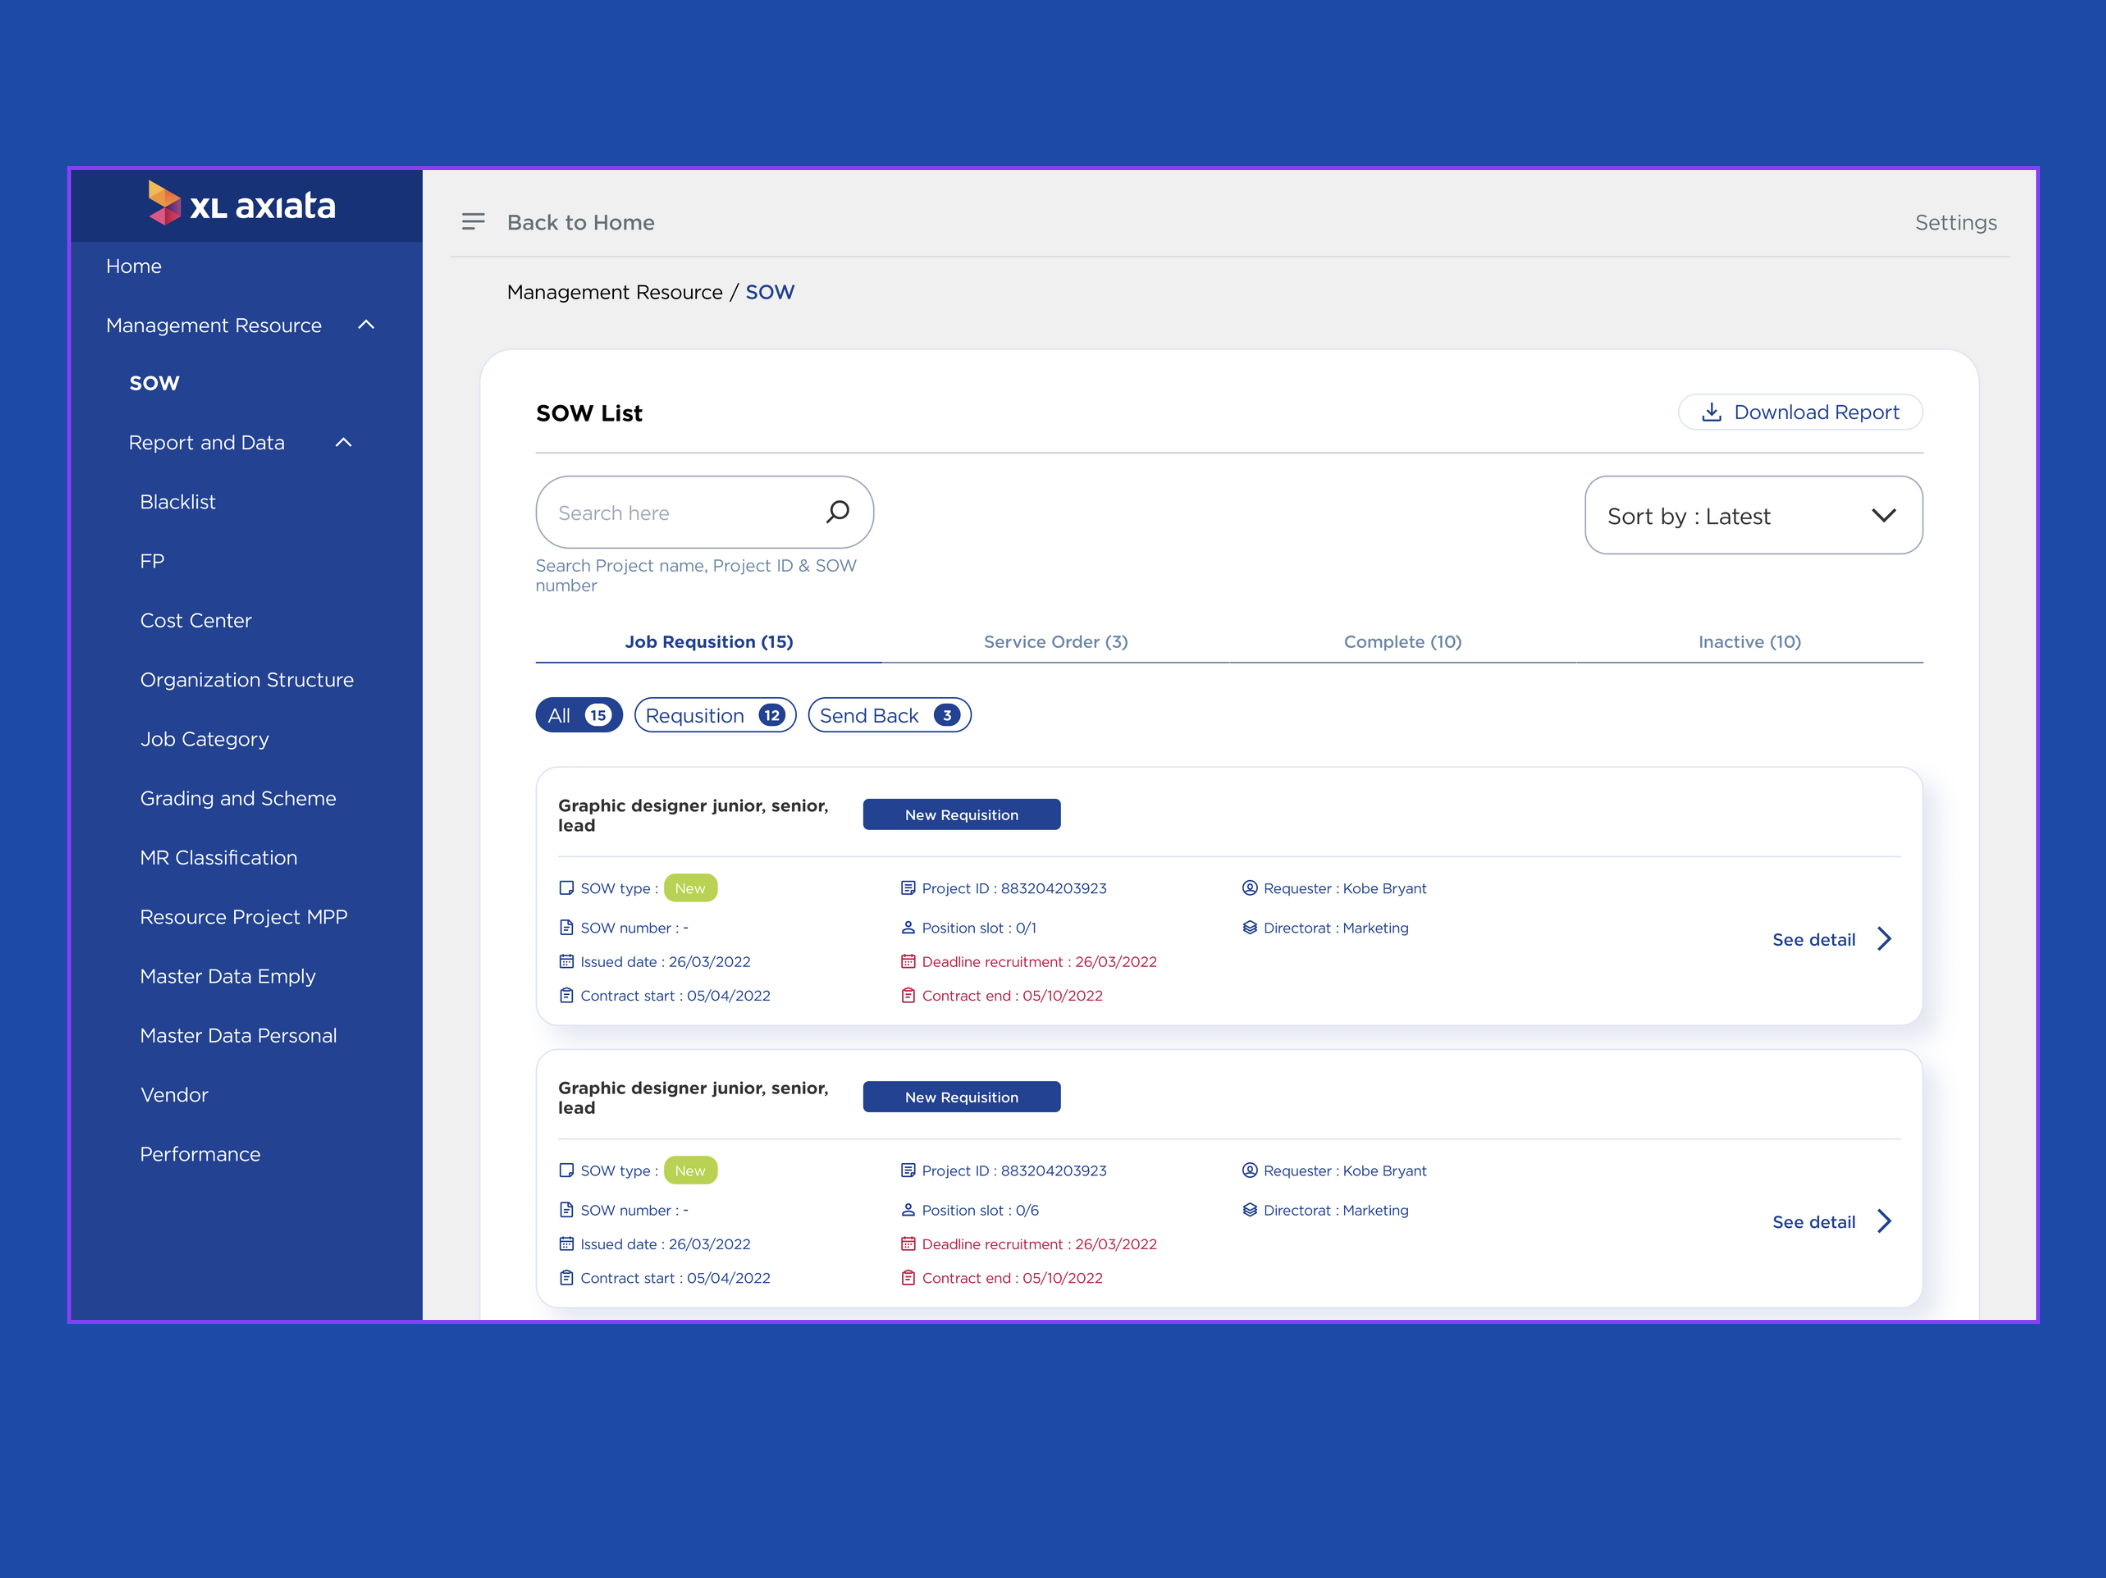 XL axiata
Home
Management Resource
SOW
Report and Data
Blacklist
FP
Cost Center
Organization Structure
Job Category
Grading and Scheme
MR Classification
Resource Project MPP
Master Data Emply
Master Data Personal
Vendor
Performance
Back to Home
Settings
Management Resource / SOW
SOW List
Download Report
Search here
Sort by : Latest
Search Project name, Project ID & SOW
number
Job Requsition (15)
Service Order (3)
Complete (10)
Inactive (10)
All 15
Requsition 12
Send Back 3
Graphic designer junior, senior,
lead
New Requisition
SOW type : New
Project ID : 883204203923
Requester : Kobe Bryant
SOW number : -
Position slot : 0/1
Directorat : Marketing
See detail
Issued date : 26/03/2022
Deadline recruitment : 26/03/2022
Contract start : 05/04/2022
Contract end : 05/10/2022
Graphic designer junior, senior,
lead
New Requisition
SOW type : New
Project ID : 883204203923
Requester : Kobe Bryant
SOW number : -
Position slot : 0/6
Directorat : Marketing
See detail
Issued date : 26/03/2022
Deadline recruitment : 26/03/2022
Contract start : 05/04/2022
Contract end : 05/10/2022